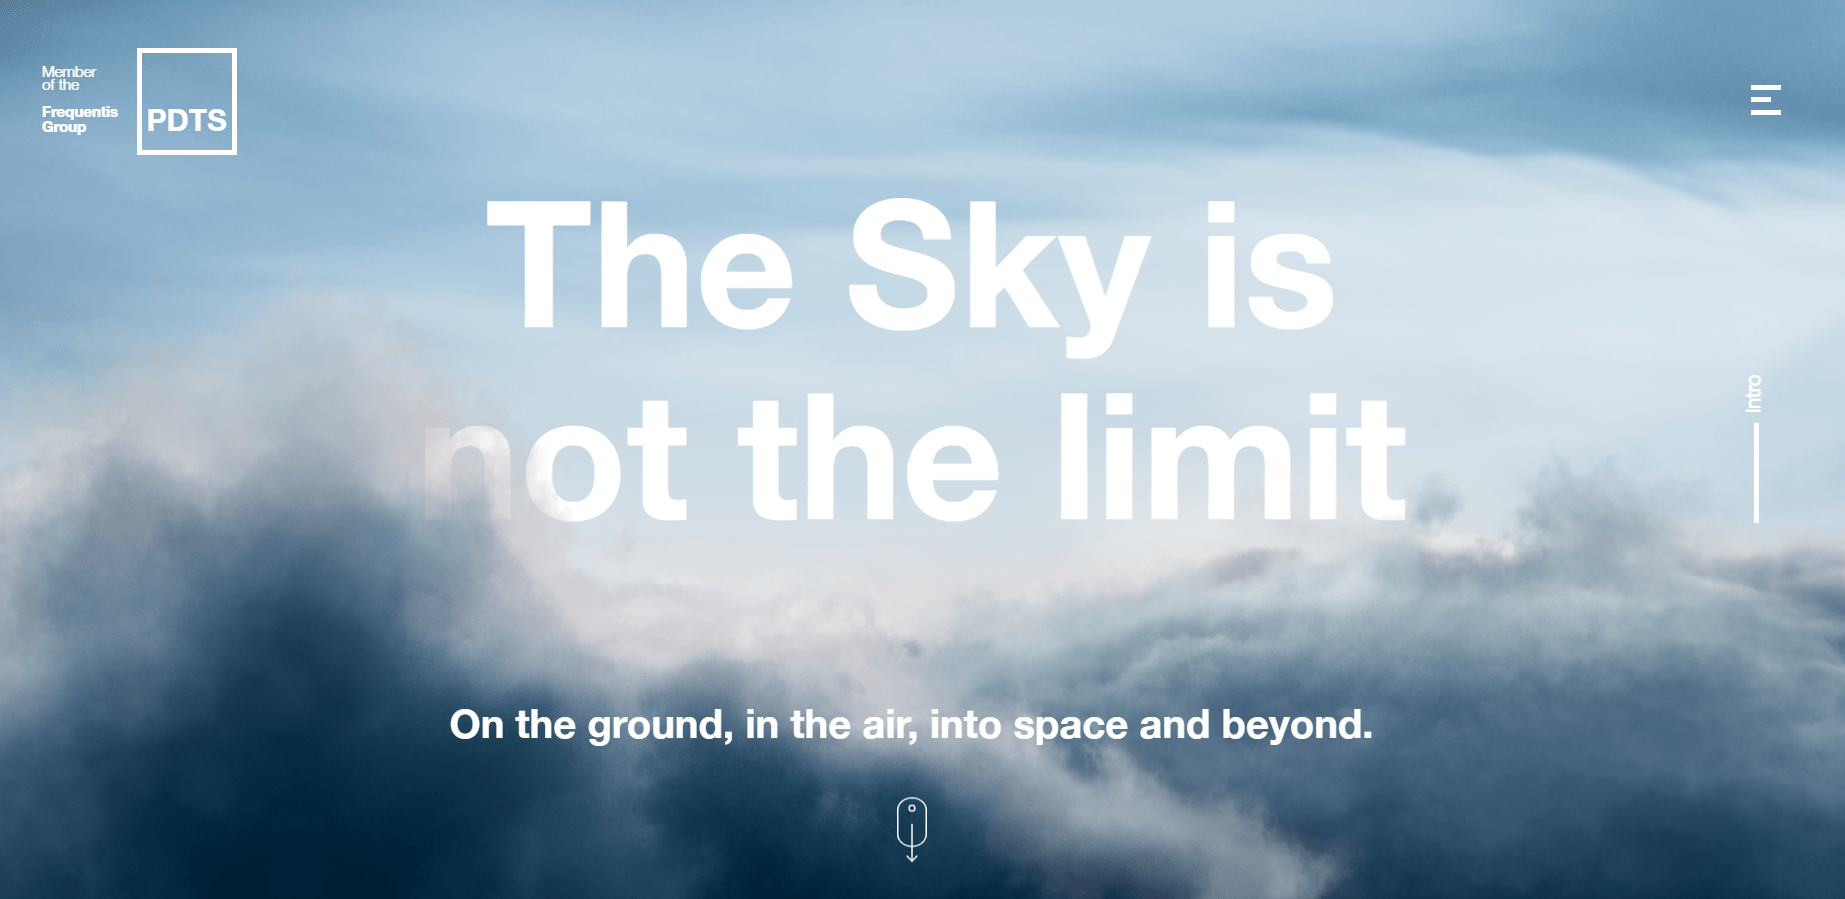 Member
of the
Frequentis
Group
PDTS
The Sky is
not the limit
Intro
On the ground, in the air, into space and beyond.